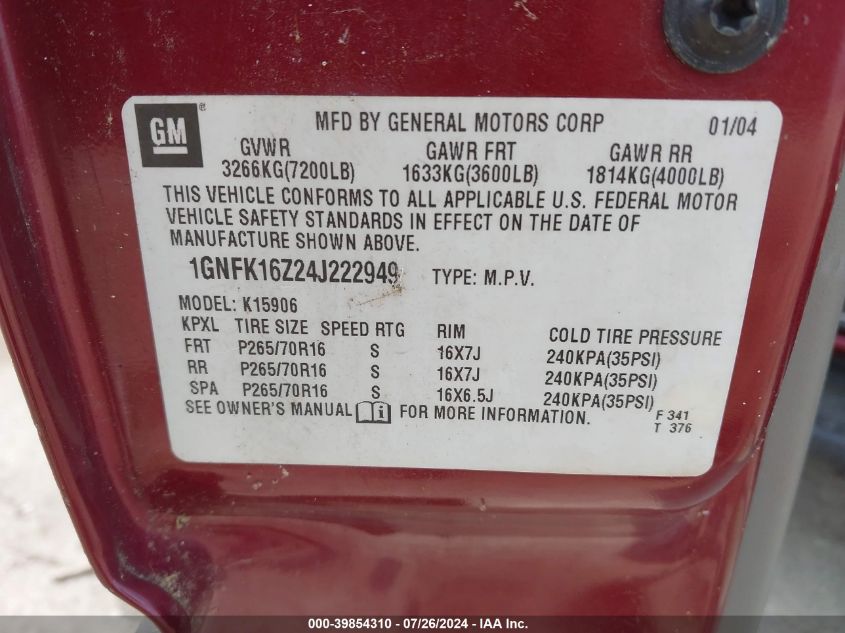 GM ® MFD BY GENERAL MOTORS CORP 01/04
GVWR GAWR FRT GAWR RR
3266KG(7200LB) 1633KG(3600LB) 1814KG(4000LB)
THIS VEHICLE CONFORMS TO ALL APPLICABLE U.S. FEDERAL MOTOR
VEHICLE SAFETY STANDARDS IN EFFECT ON THE DATE OF
MANUFACTURE SHOWN ABOVE.
1GNFK16Z24J222949 TYPE: M.P.V.
MODEL: K15906
KPXL TIRE SIZE SPEED RTG RIM COLD TIRE PRESSURE
FRT P265/70R16 S 16X7J 240KPA(35PSI)
RR P265/70R16 S 16X7J 240KPA(35PSI)
SPA P265/70R16 S 16X6.5J 240KPA(35PSI)
SEE OWNER'S MANUAL i FOR MORE INFORMATION.
F 341
T 376
000-39854310 / 07/26/2024 - IAA Inc.